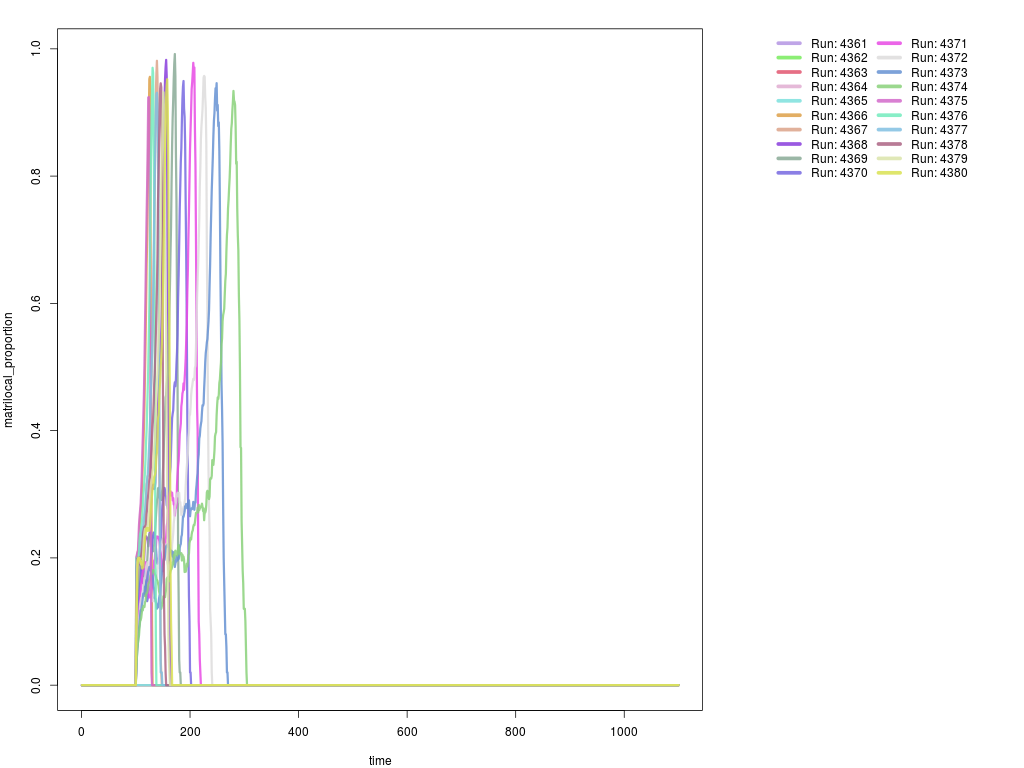 1.0
0.8
0.6
0.4
0.2
0.0
matrilocal_proportion
0 200 400 600 800 1000
time
Run: 4361 Run: 4371
Run: 4362 Run: 4372
Run: 4363 Run: 4373
Run: 4364 Run: 4374
Run: 4365 Run: 4375
Run: 4366 Run: 4376
Run: 4367 Run: 4377
Run: 4368 Run: 4378
Run: 4369 Run: 4379
Run: 4370 Run: 4380